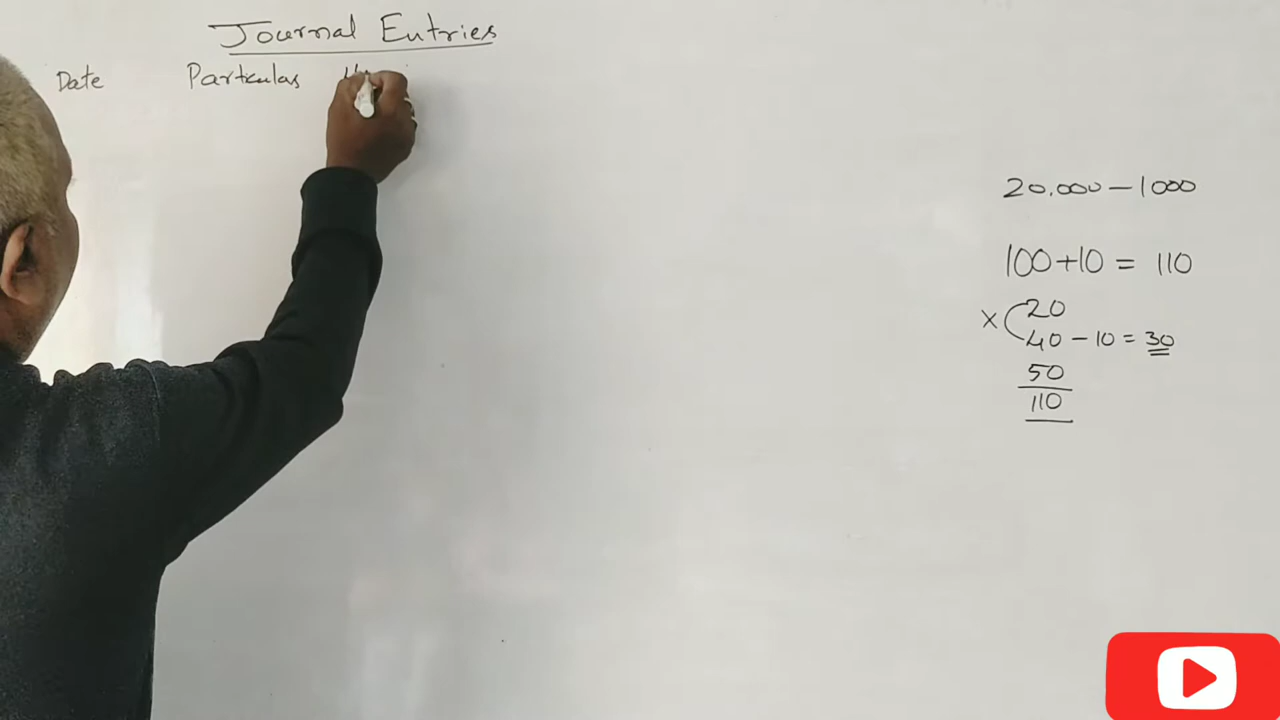 Journal Entries
Date Particulas
20.000 – 1000
100+10 = 110
× 20
40 – 10 = 30
50
110